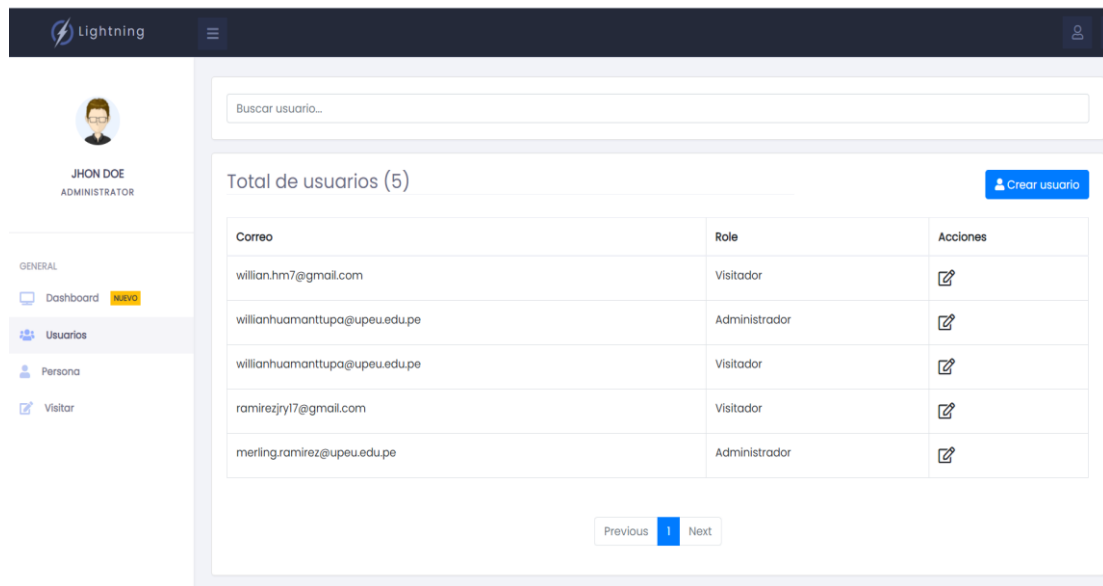 Lightning
JHON DOE
ADMINISTRATOR
GENERAL
Dashboard NUEVO
Usuarios
Persona
Visitar
Buscar usuario...
Total de usuarios (5)
Crear usuario
Correo Role Acciones
willian.hm7@gmail.com Visitador
willianhuamanttupa@upeu.edu.pe Administrador
willianhuamanttupa@upeu.edu.pe Visitador
ramirezjry17@gmail.com Visitador
merling.ramirez@upeu.edu.pe Administrador
Previous 1 Next